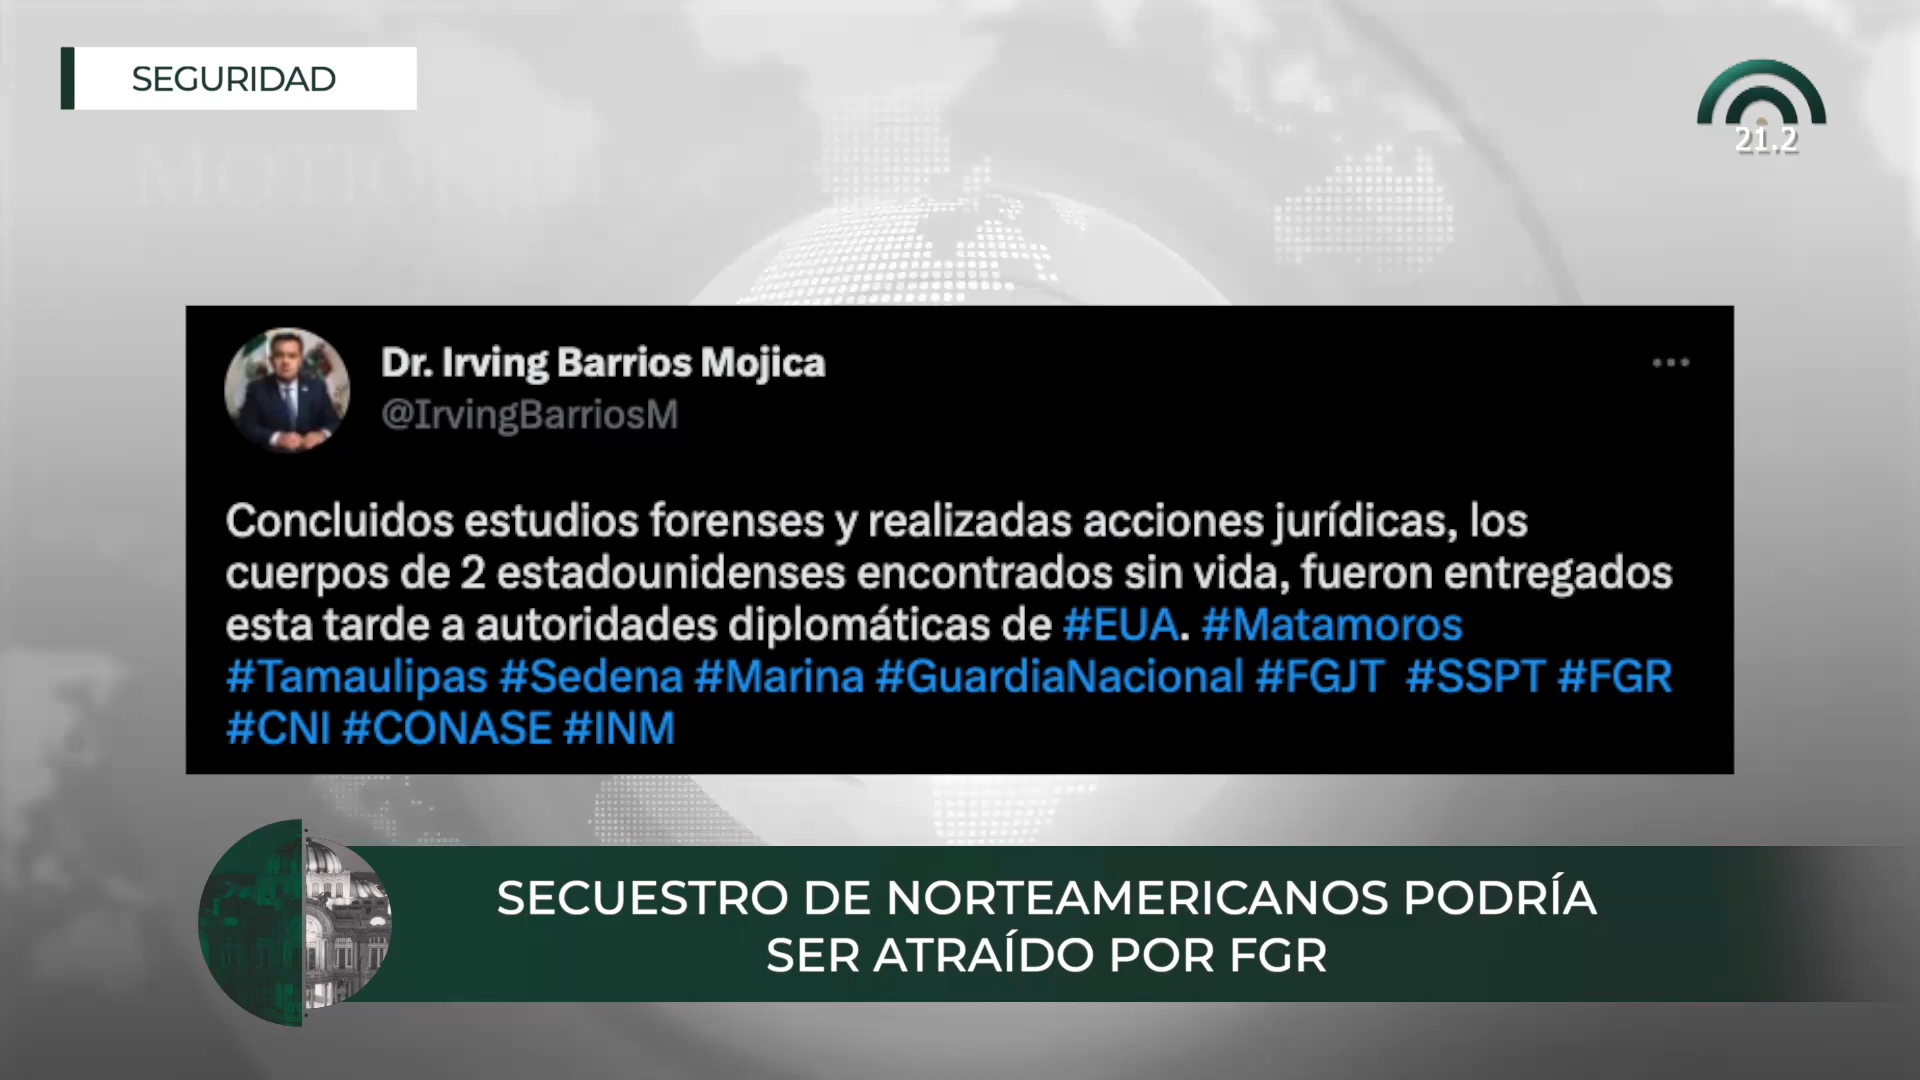 SEGURIDAD
21.2
Dr. Irving Barrios Mojica
@IrvingBarriosM
Concluidos estudios forenses y realizadas acciones jurídicas, los
cuerpos de 2 estadounidenses encontrados sin vida, fueron entregados
esta tarde a autoridades diplomáticas de #EUA. #Matamoros
#Tamaulipas #Sedena #Marina #GuardiaNacional #FGJT #SSPT #FGR
#CNI #CONASE #INM
SECUESTRO DE NORTEAMERICANOS PODRÍA
SER ATRAÍDO POR FGR